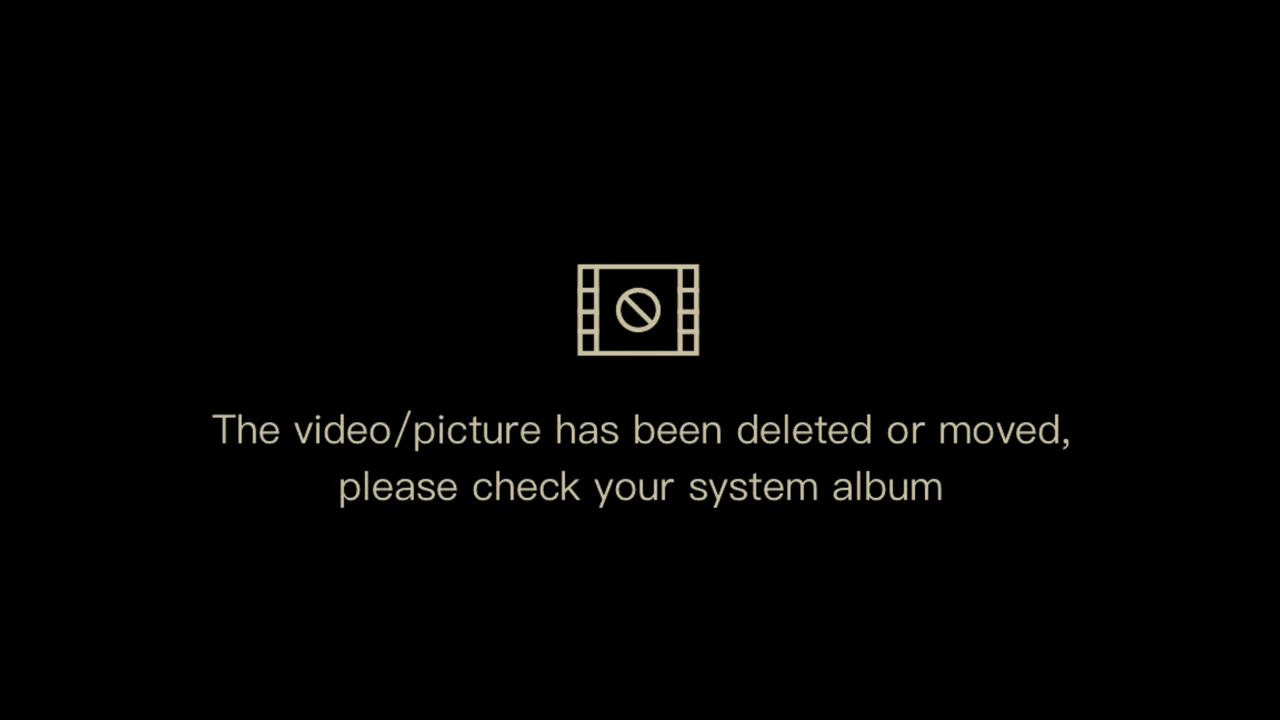 The video/picture has been deleted or moved,
please check your system album